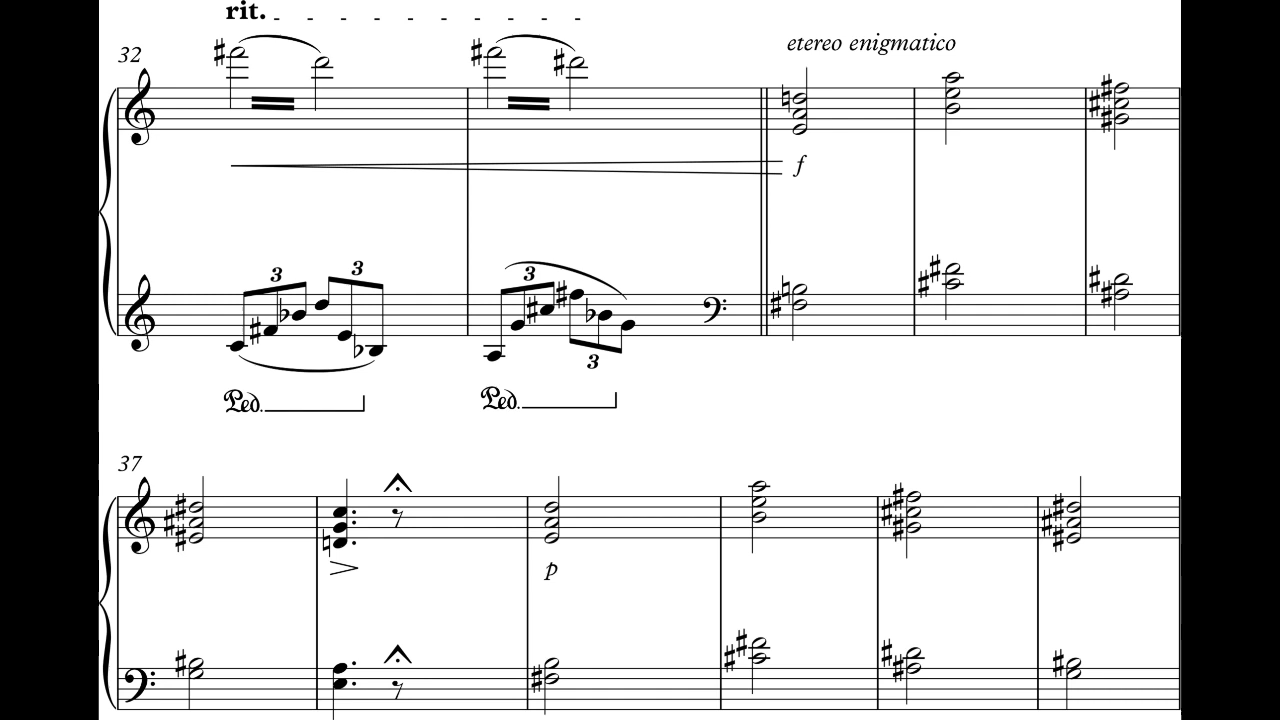 rit.
32
etereo enigmatico
f
3 3 3
3
Ped. Ped.
37
p